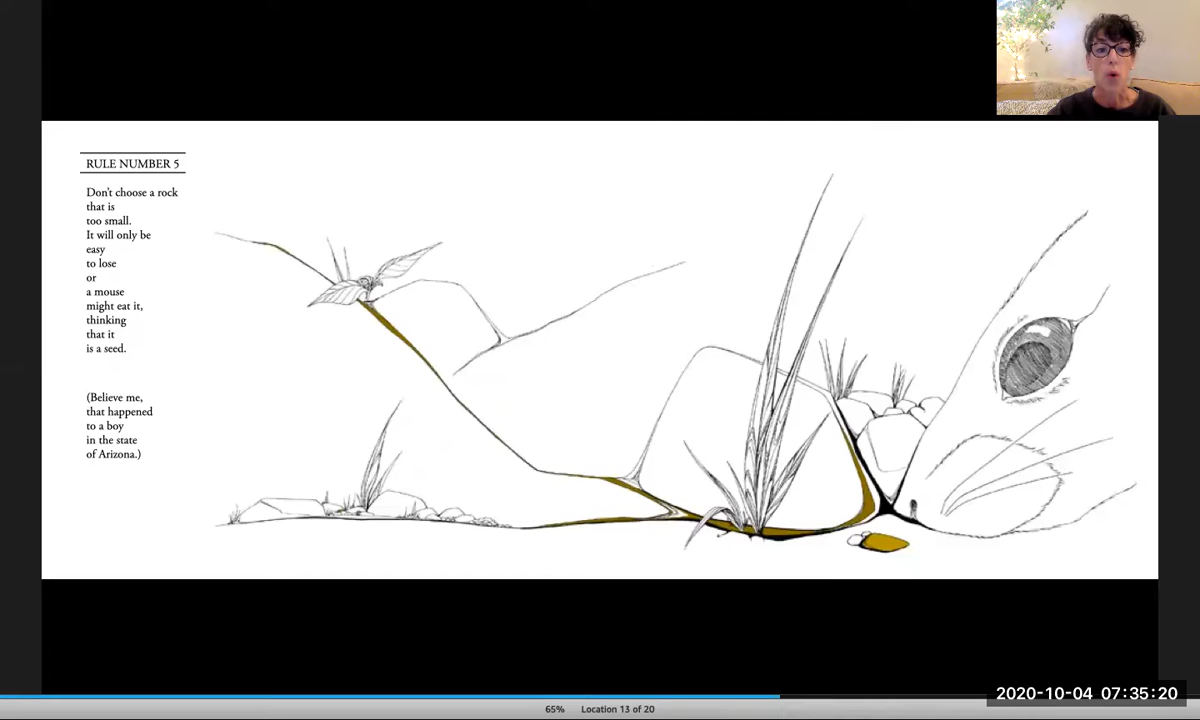 RULE NUMBER 5
Don't choose a rock
that is
too small.
It will only be
easy
to lose
or
a mouse
might eat it,
thinking
that it
is a seed.
(Believe me,
that happened
to a boy
in the state
of Arizona.)
2020-10-04 07:35:20
65% Location 13 of 20